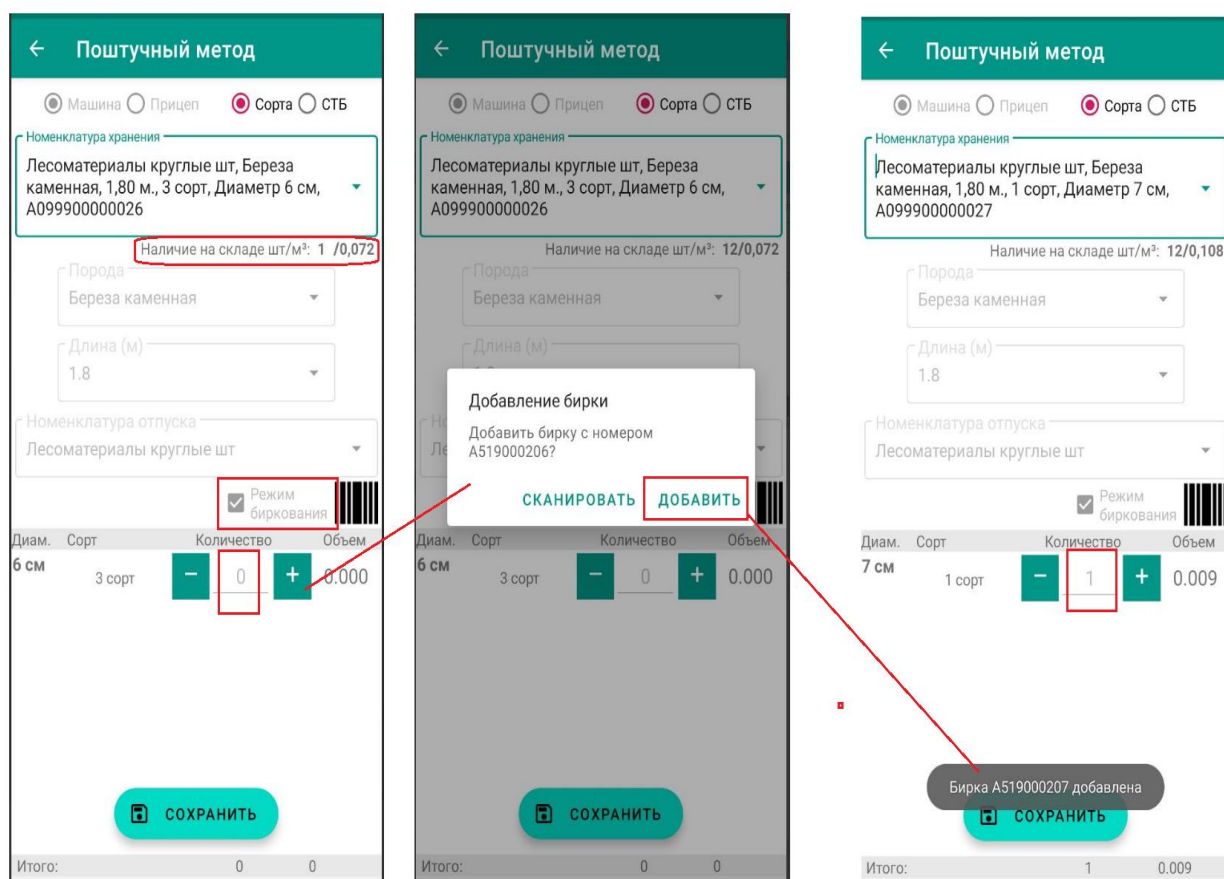 Поштучный метод
Машина Прицеп Сорта СТБ
Номенклатура хранения
Лесоматериалы круглые шт, Береза
каменная, 1,80 м., 3 сорт, Диаметр 6 см,
А099900000026
Наличие на складе шт/м³: 1 /0,072
Порода
Береза каменная
Длина (м)
1.8
Номенклатура отпуска
Лесоматериалы круглые шт
Режим
биркования
Диам. Сорт Количество Объем
6 см
3 сорт − 0 + 0.000
СОХРАНИТЬ
Итого: 0 0
Поштучный метод
Машина Прицеп Сорта СТБ
Номенклатура хранения
Лесоматериалы круглые шт, Береза
каменная, 1,80 м., 3 сорт, Диаметр 6 см,
А099900000026
Наличие на складе шт/м³: 12/0,072
Порода
Береза каменная
Длина (м)
Добавление бирки
Добавить бирку с номером
А519000206?
СКАНИРОВАТЬ ДОБАВИТЬ
Диам. Сорт Количество Объем
6 см
3 сорт − 0 + 0.000
СОХРАНИТЬ
Итого: 0 0
Поштучный метод
Машина Прицеп Сорта СТБ
Номенклатура хранения
Лесоматериалы круглые шт, Береза
каменная, 1,80 м., 1 сорт, Диаметр 7 см,
А099900000027
Наличие на складе шт/м³: 12/0,108
Порода
Береза каменная
Длина (м)
1.8
Номенклатура отпуска
Лесоматериалы круглые шт
Режим
биркования
Диам. Сорт Количество Объем
7 см
1 сорт − 1 + 0.009
Бирка А519000207 добавлена
СОХРАНИТЬ
Итого: 1 0.009